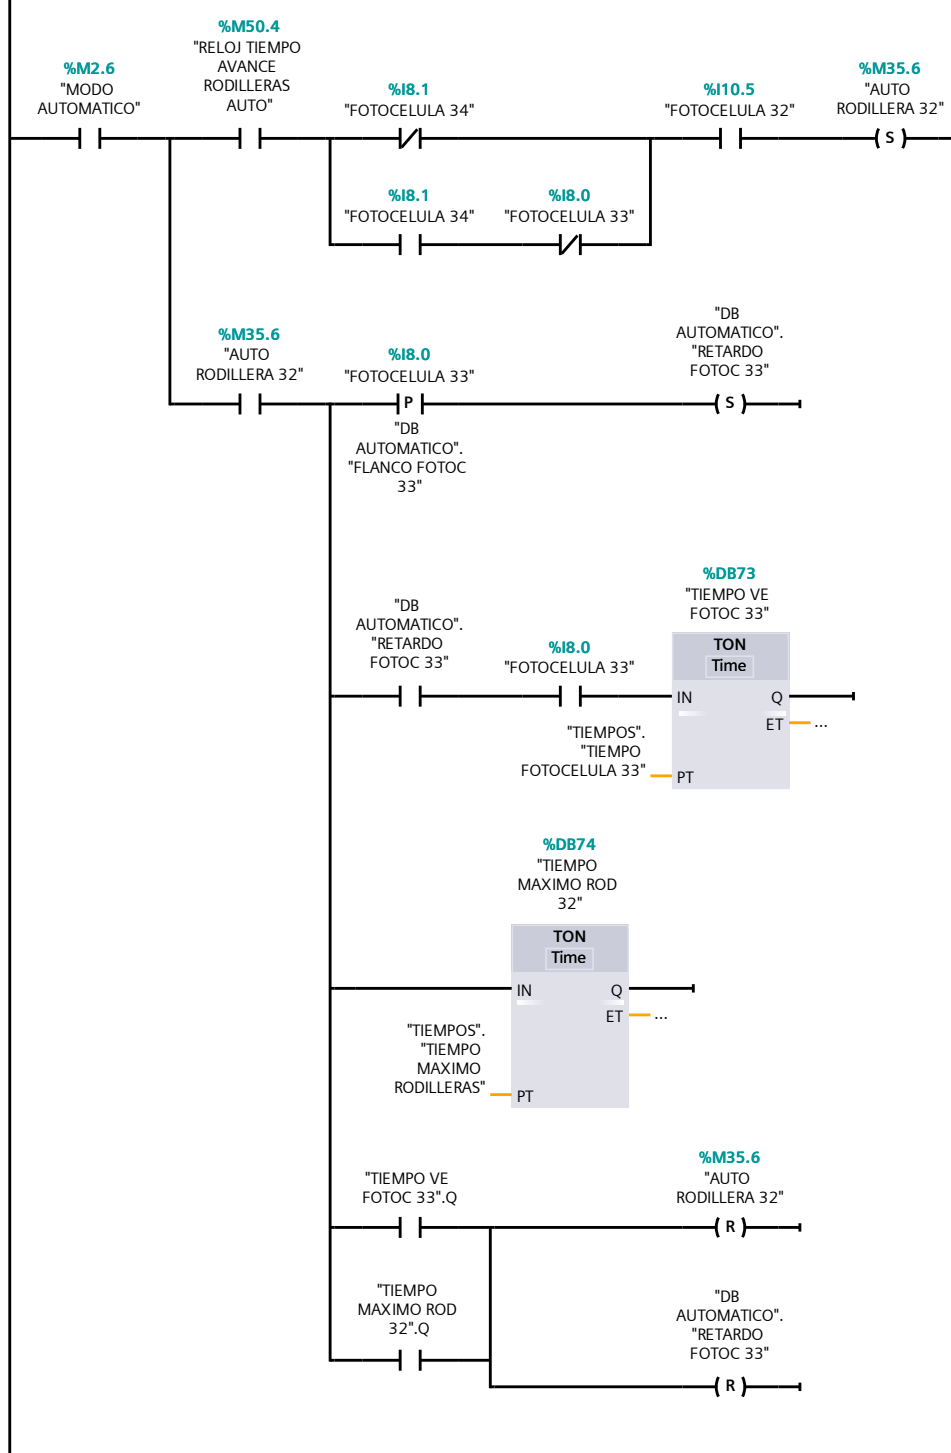 %M50.4
"RELOJ TIEMPO
AVANCE
RODILLERAS
AUTO"
%M2.6
"MODO
AUTOMATICO"
%I8.1
"FOTOCELULA 34"
%I10.5
"FOTOCELULA 32"
%M35.6
"AUTO
RODILLERA 32"
S
%I8.1
"FOTOCELULA 34"
%I8.0
"FOTOCELULA 33"
%M35.6
"AUTO
RODILLERA 32"
%I8.0
"FOTOCELULA 33"
P
"DB
AUTOMATICO".
"FLANCO FOTOC
33"
"DB
AUTOMATICO".
"RETARDO
FOTOC 33"
S
"DB
AUTOMATICO".
"RETARDO
FOTOC 33"
%I8.0
"FOTOCELULA 33"
%DB73
"TIEMPO VE
FOTOC 33"
TON
Time
IN Q
ET ...
"TIEMPOS".
"TIEMPO
FOTOCELULA 33"
PT
%DB74
"TIEMPO
MAXIMO ROD
32"
TON
Time
IN Q
ET ...
"TIEMPOS".
"TIEMPO
MAXIMO
RODILLERAS"
PT
"TIEMPO VE
FOTOC 33".Q
%M35.6
"AUTO
RODILLERA 32"
R
"TIEMPO
MAXIMO ROD
32".Q
"DB
AUTOMATICO".
"RETARDO
FOTOC 33"
R